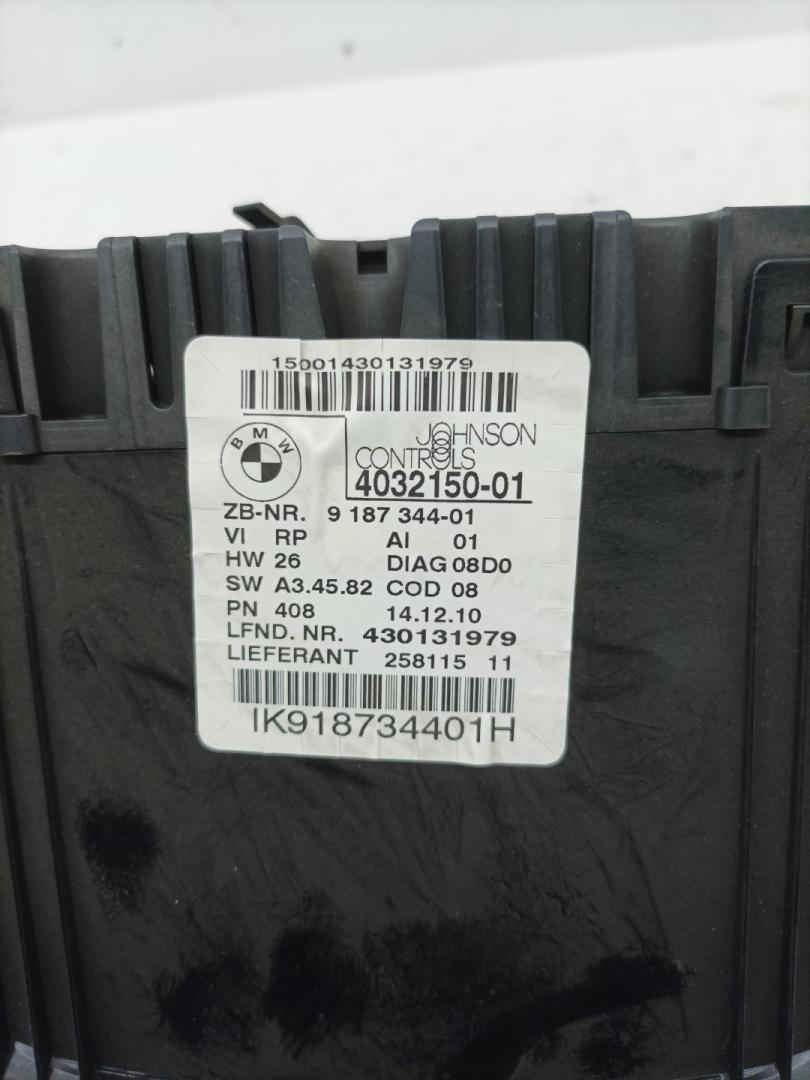 15001430131979
BMW
JOHNSON
CONTROLS
4032150-01
ZB-NR. 9 187 344-01
VI RP AI 01
HW 26 DIAG 08D0
SW A3.45.82 COD 08
PN 408 14.12.10
LFND. NR. 430131979
LIEFERANT 258115 11
IK918734401H